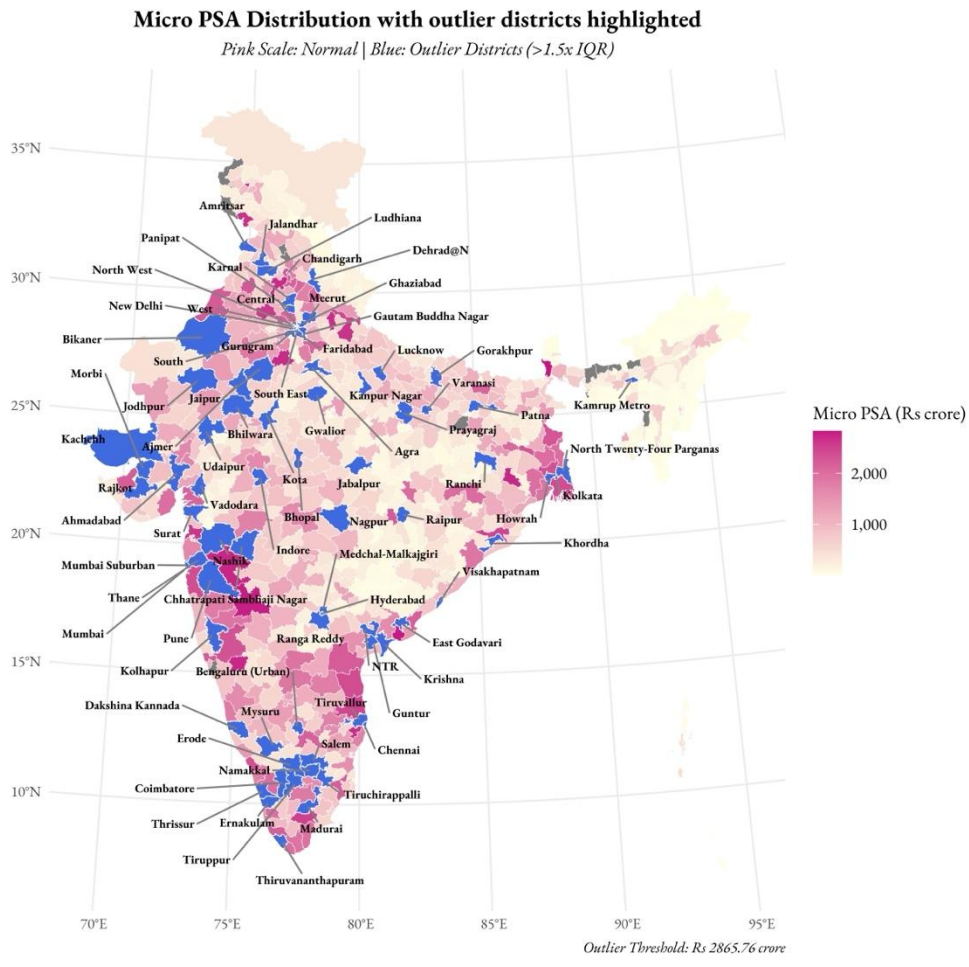 Micro PSA Distribution with outlier districts highlighted
Pink Scale: Normal | Blue: Outlier Districts (>1.5x IQR)
35°N
Amritsar
Ludhiana
Jalandhar
Panipat
Dehrad@N
Chandigarh
30°N
North West
Karnal
Ghaziabad
Central
Meerut
New Delhi
West
Gautam Buddha Nagar
Bikaner
Gurugram
Faridabad
Lucknow
Gorakhpur
South
Morbi
Varanasi
South East
Kanpur Nagar
Jaipur
Kamrup Metro
25°N
Jodhpur
Patna
Prayagraj
Bhilwara
Gwalior
Kachchh
Ajmer
North Twenty-Four Parganas
Agra
Udaipur
Kota
Jabalpur
Ranchi
Rajkot
Kolkata
Vadodara
Ahmadabad
Bhopal
Nagpur
Raipur
Howrah
20°N
Surat
Khordha
Indore
Medchal-Malkajgiri
Nashik
Mumbai Suburban
Visakhapatnam
Thane
Chhatrapati Sambhaji Nagar
Hyderabad
Mumbai
Pune
Ranga Reddy
East Godavari
15°N
Kolhapur
Bengaluru (Urban)
NTR
Krishna
Tiruvallur
Dakshina Kannada
Mysuru
Guntur
Erode
Salem
Chennai
Namakkal
Coimbatore
10°N
Tiruchirappalli
Thrissur
Ernakulam
Madurai
Tiruppur
Thiruvananthapuram
70°E
75°E
80°E
85°E
90°E
95°E
Micro PSA (Rs crore)
2,000
1,000
Outlier Threshold: Rs 2865.76 crore